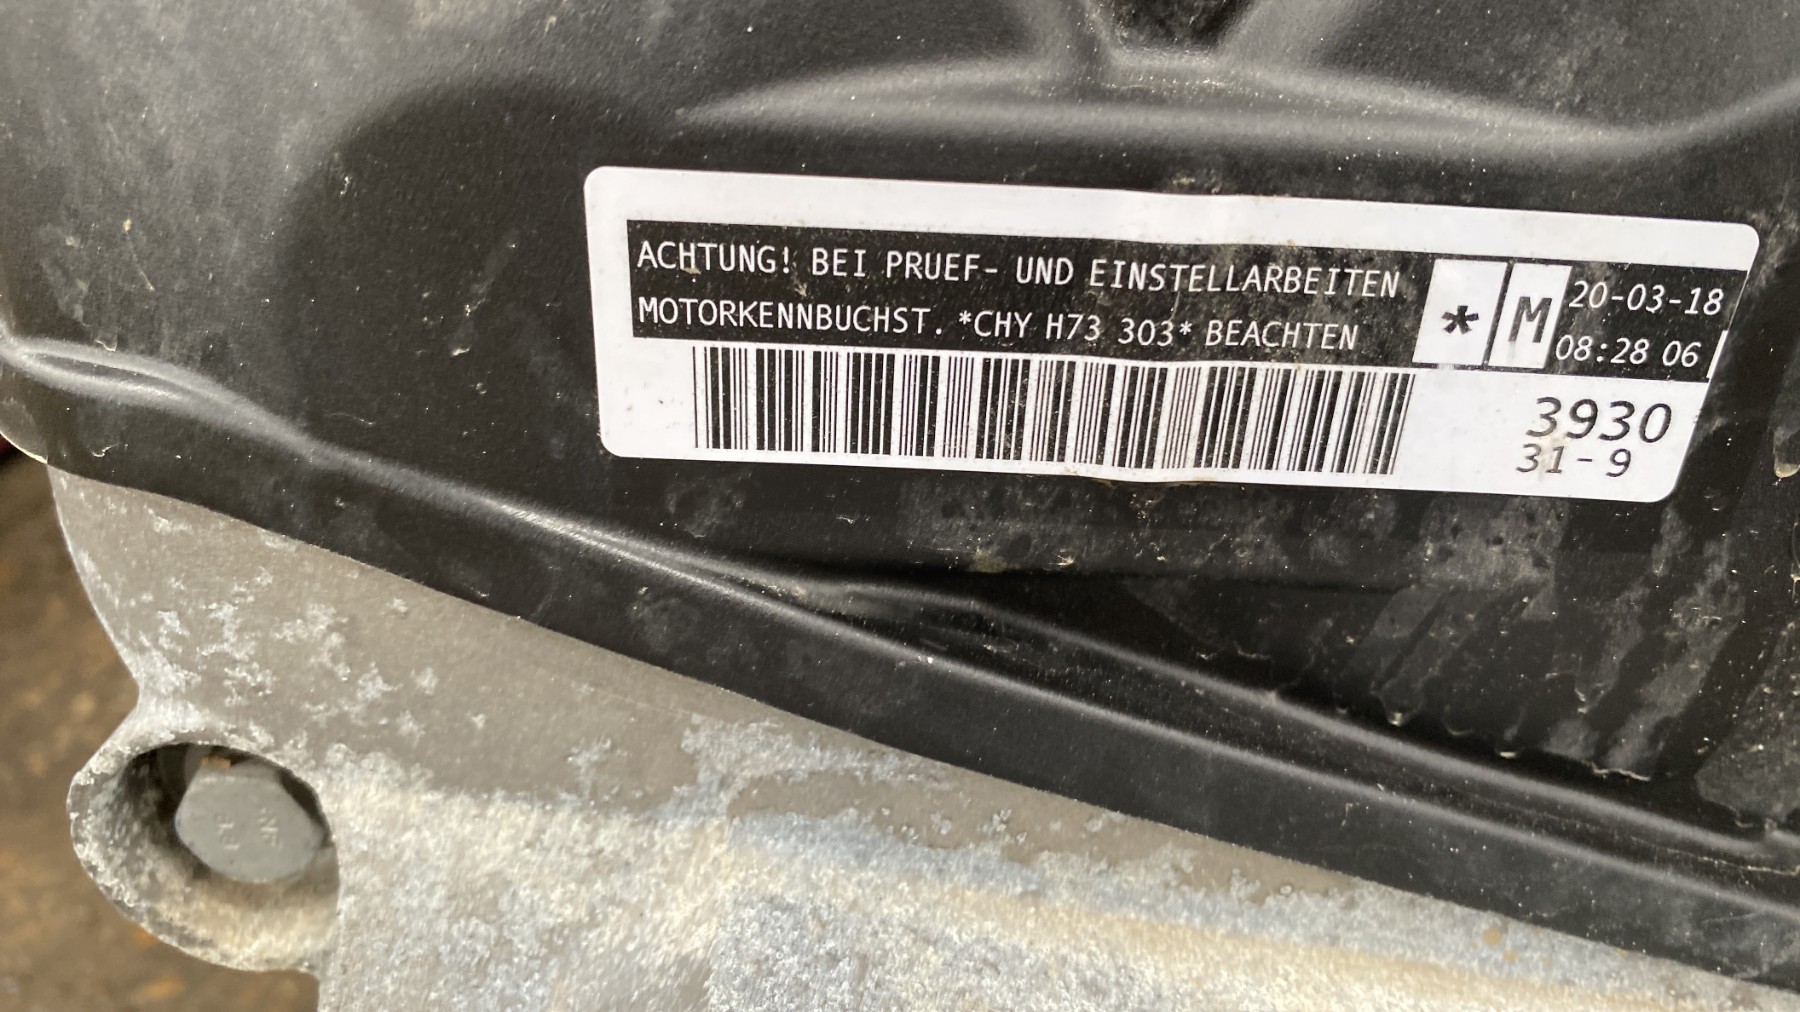 ACHTUNG! BEI PRUEF- UND EINSTELLARBEITEN
MOTORKENNBUCHST. *CHY H73 303* BEACHTEN
* M
20-03-18
08:28 06
3930
31-9